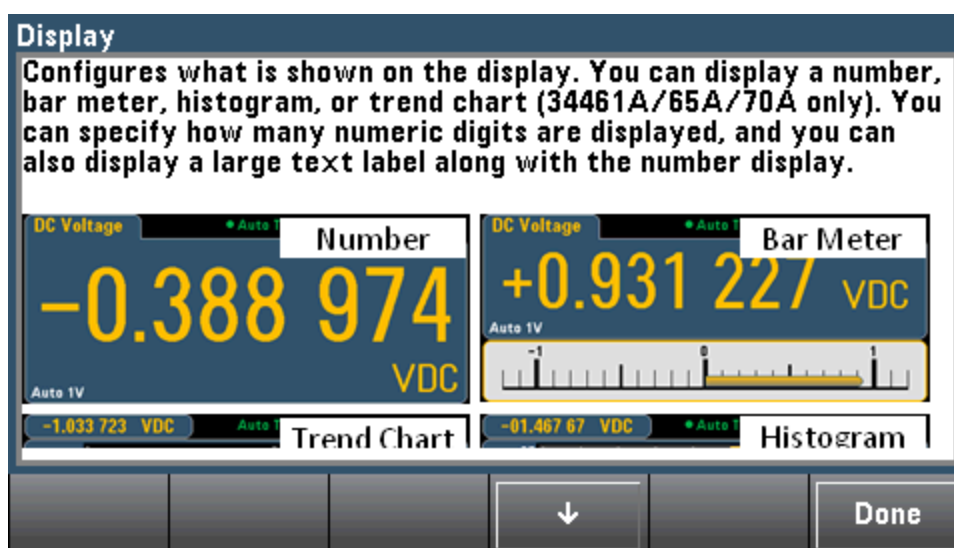 Display
Configures what is shown on the display. You can display a number,
bar meter, histogram, or trend chart (34461A/65A/70A only). You
can specify how many numeric digits are displayed, and you can
also display a large text label along with the number display.
DC Voltage Auto T Number
-0.388 974
VDC
Auto 1V
DC Voltage Auto T Bar Meter
+0.931 227 VDC
Auto 1V
-1 0 1
-1.033 723 VDC Auto T Trend Chart
-01.467 67 VDC Auto T Histogram
↓ Done